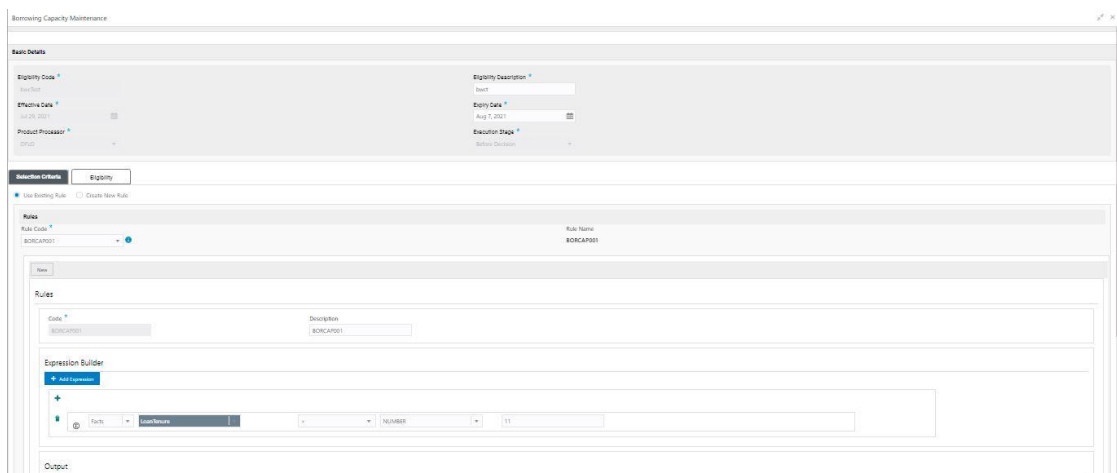 Borrowing Capacity Maintenance
Basic Details
Eligibility Code *
Eligibility Description *
bwct
Effective Date *
Jul 29, 2021
Expiry Date *
Aug 7, 2021
Product Processor *
Execution Stage *
Before Decision
Selection Criteria
Eligibility
Use Existing Rule
Create New Rule
Rules
Rule Code *
Rule Name
BORCAP001
BORCAP001
New
Rules
Code *
Description
BORCAP001
BORCAP001
Expression Builder
+ Add Expression
+
Facts
LoanTenure
NUMBER
11
Output